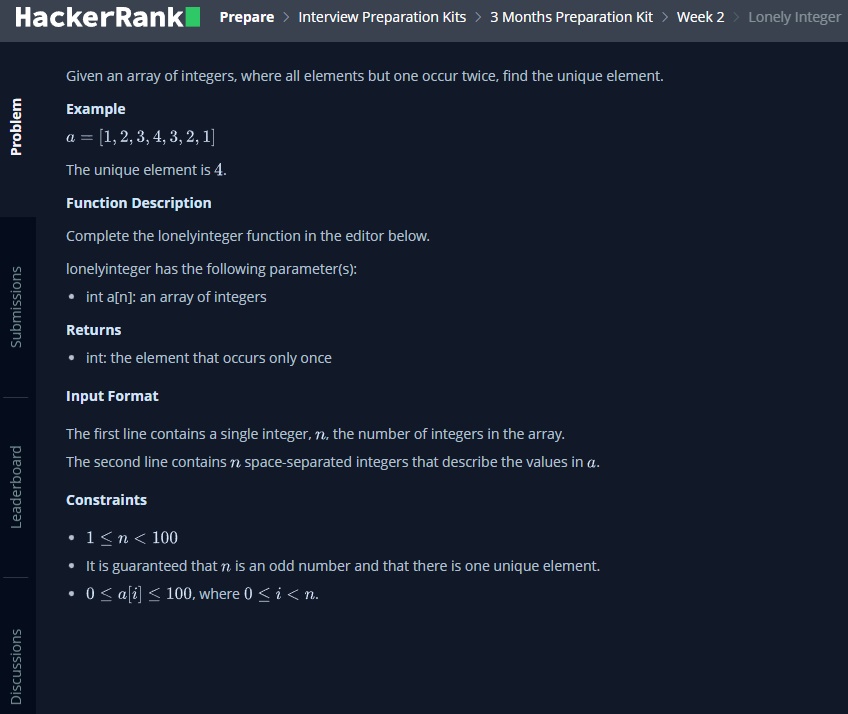 HackerRank Prepare > Interview Preparation Kits > 3 Months Preparation Kit > Week 2 > Lonely Integer
Problem
Submissions
Leaderboard
Discussions
Given an array of integers, where all elements but one occur twice, find the unique element.
Example
a = [1, 2, 3, 4, 3, 2, 1]
The unique element is 4.
Function Description
Complete the lonelyinteger function in the editor below.
lonelyinteger has the following parameter(s):
• int a[n]: an array of integers
Returns
• int: the element that occurs only once
Input Format
The first line contains a single integer, n, the number of integers in the array.
The second line contains n space-separated integers that describe the values in a.
Constraints
• 1 ≤ n < 100
• It is guaranteed that n is an odd number and that there is one unique element.
• 0 ≤ a[i] ≤ 100, where 0 ≤ i < n.